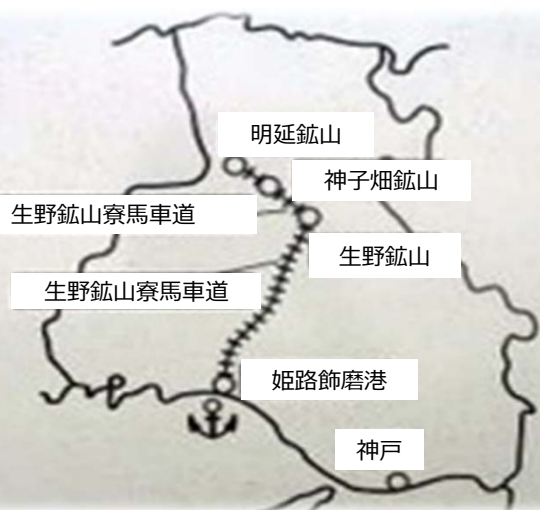 明延鉱山
神子畑鉱山
生野鉱山寮馬車道
生野鉱山
生野鉱山寮馬車道
姫路飾磨港
神戸